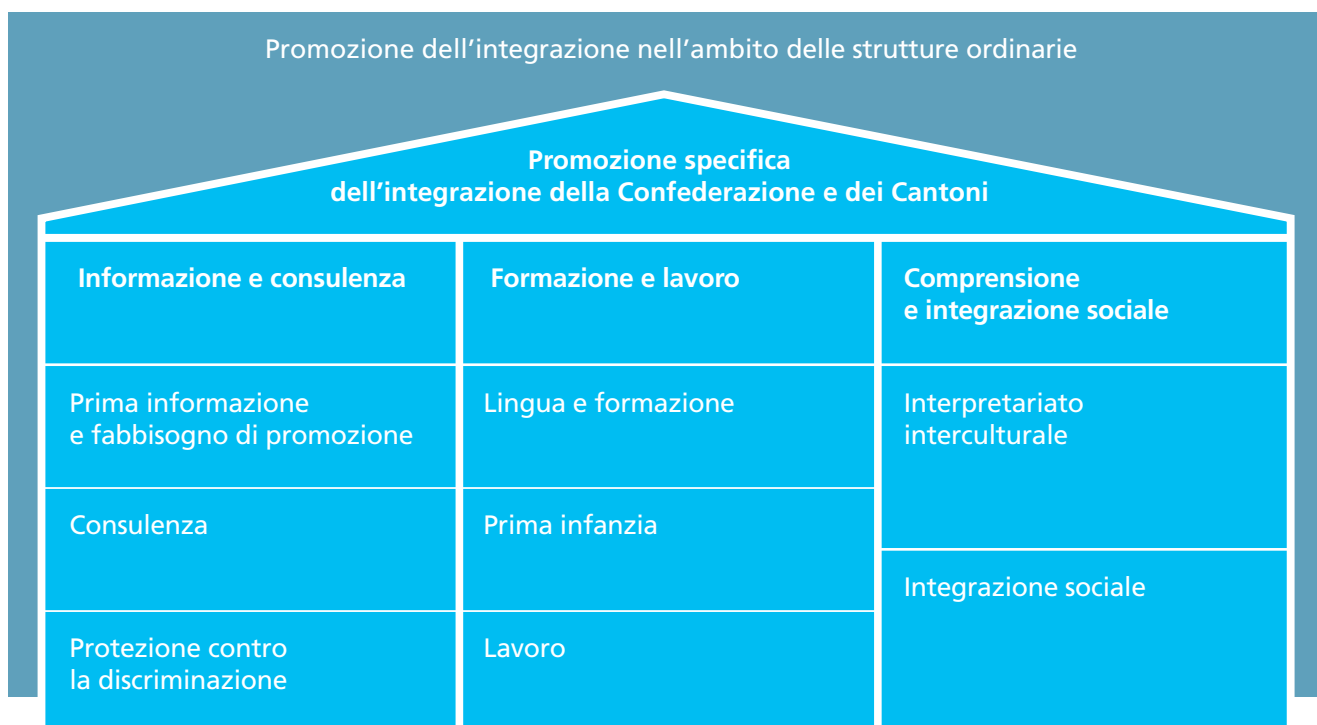 Promozione dell’integrazione nell’ambito delle strutture ordinarie
Promozione specifica
dell’integrazione della Confederazione e dei Cantoni
Informazione e consulenza
Prima informazione
e fabbisogno di promozione
Consulenza
Protezione contro
la discriminazione
Formazione e lavoro
Lingua e formazione
Prima infanzia
Lavoro
Comprensione
e integrazione sociale
Interpretariato
interculturale
Integrazione sociale